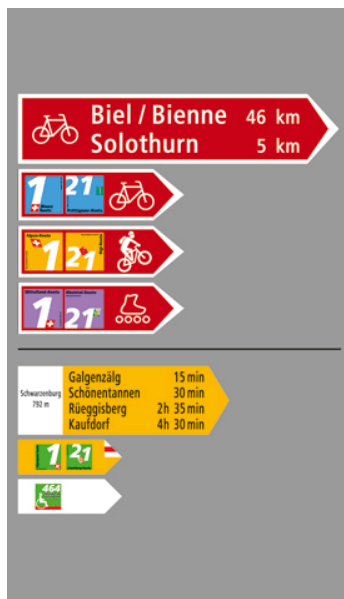 Biel / Bienne 46 km
Solothurn 5 km
1 21
1 21
1 21
Schwarzenburg
792 m
Galgenzälg 15 min
Schönentannen 30 min
Rüeggisberg 2h 35 min
Kaufdorf 4h 30 min
1 21
464